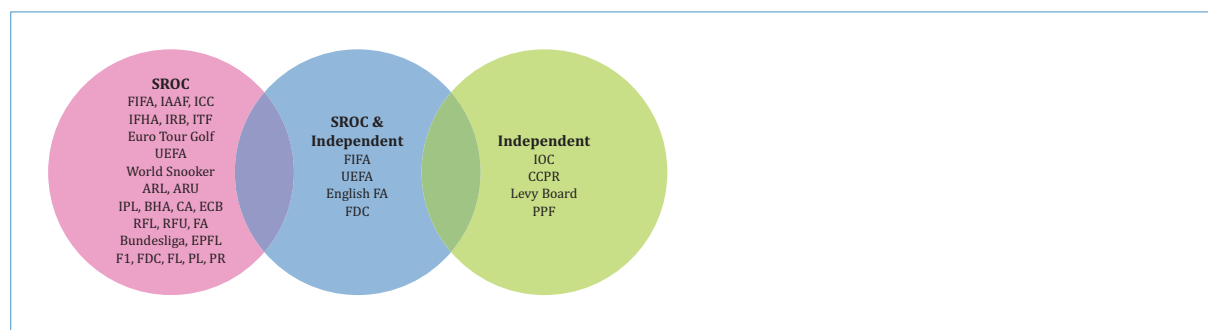 SROC
FIFA, IAAF, ICC
IFHA, IRB, ITF
Euro Tour Golf
UEFA
World Snooker
ARL, ARU
IPL, BHA, CA, ECB
RFL, RFU, FA
Bundesliga, EPFL
F1, FDC, FL, PL, PR
SROC &
Independent
FIFA
UEFA
English FA
FDC
Independent
IOC
CCPR
Levy Board
PPF